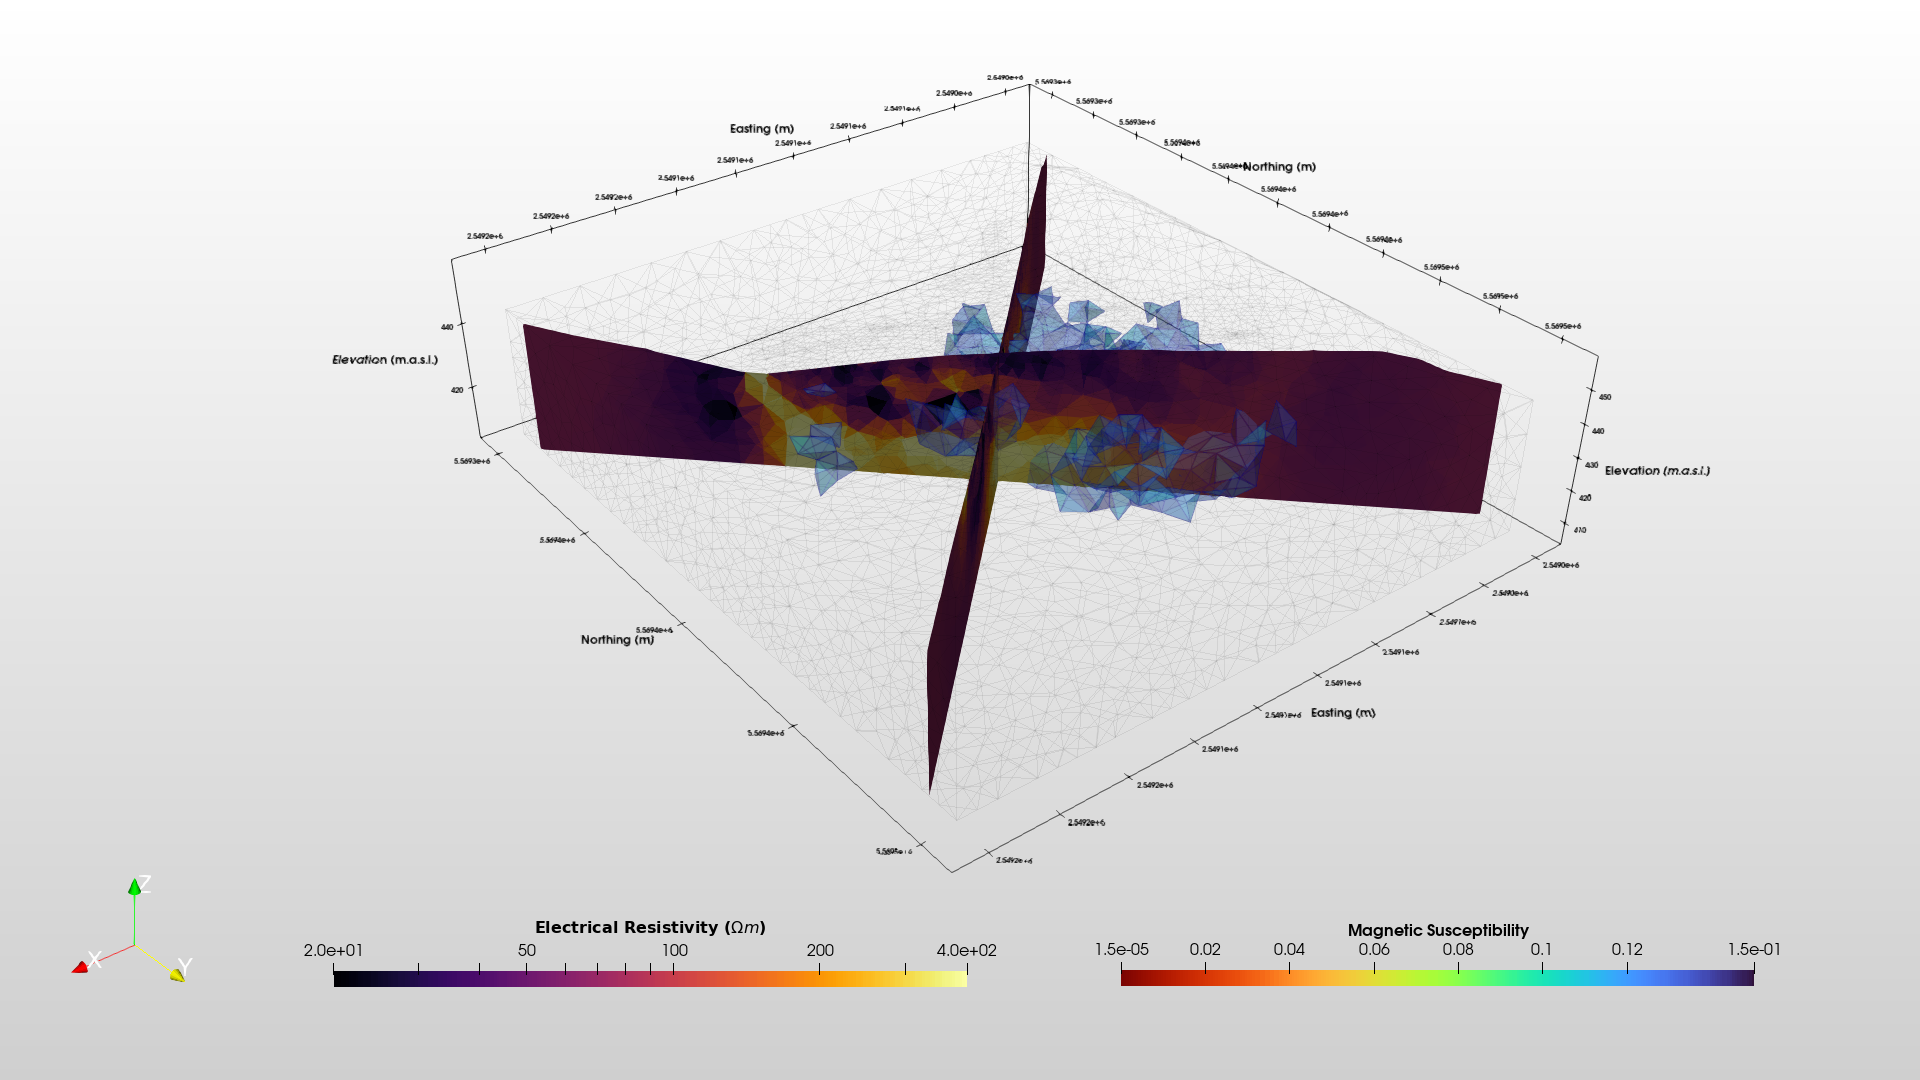 2.5490e+6 5.5693e+6
2.5490e+6 5.5693e+6
2.5491e+6
Easting (m) 2.5491e+6 5.5693e+6
2.5491e+6
2.5491e+6 Northing (m)
2.5491e+6 5.5694e+6
2.5492e+6 5.5694e+6
2.5492e+6
2.5492e+6 5.5695e+6
5.5695e+6
440 5.5695e+6
Elevation (m.a.s.l.)
420 450
440
5.5693e+6 430 Elevation (m.a.s.l.)
420
410
5.5694e+6 2.5490e+6
2.5490e+6
2.5491e+6
5.5694e+6
Northing (m) 2.5491e+6
2.5491e+6
2.5491e+6 Easting (m)
5.5694e+6 2.5491e+6
2.5492e+6
2.5492e+6
2.5492e+6
Z
X Y
Electrical Resistivity (Ωm)
2.0e+01 50 100 200 4.0e+02
Magnetic Susceptibility
1.5e-05 0.02 0.04 0.06 0.08 0.1 0.12 1.5e-01